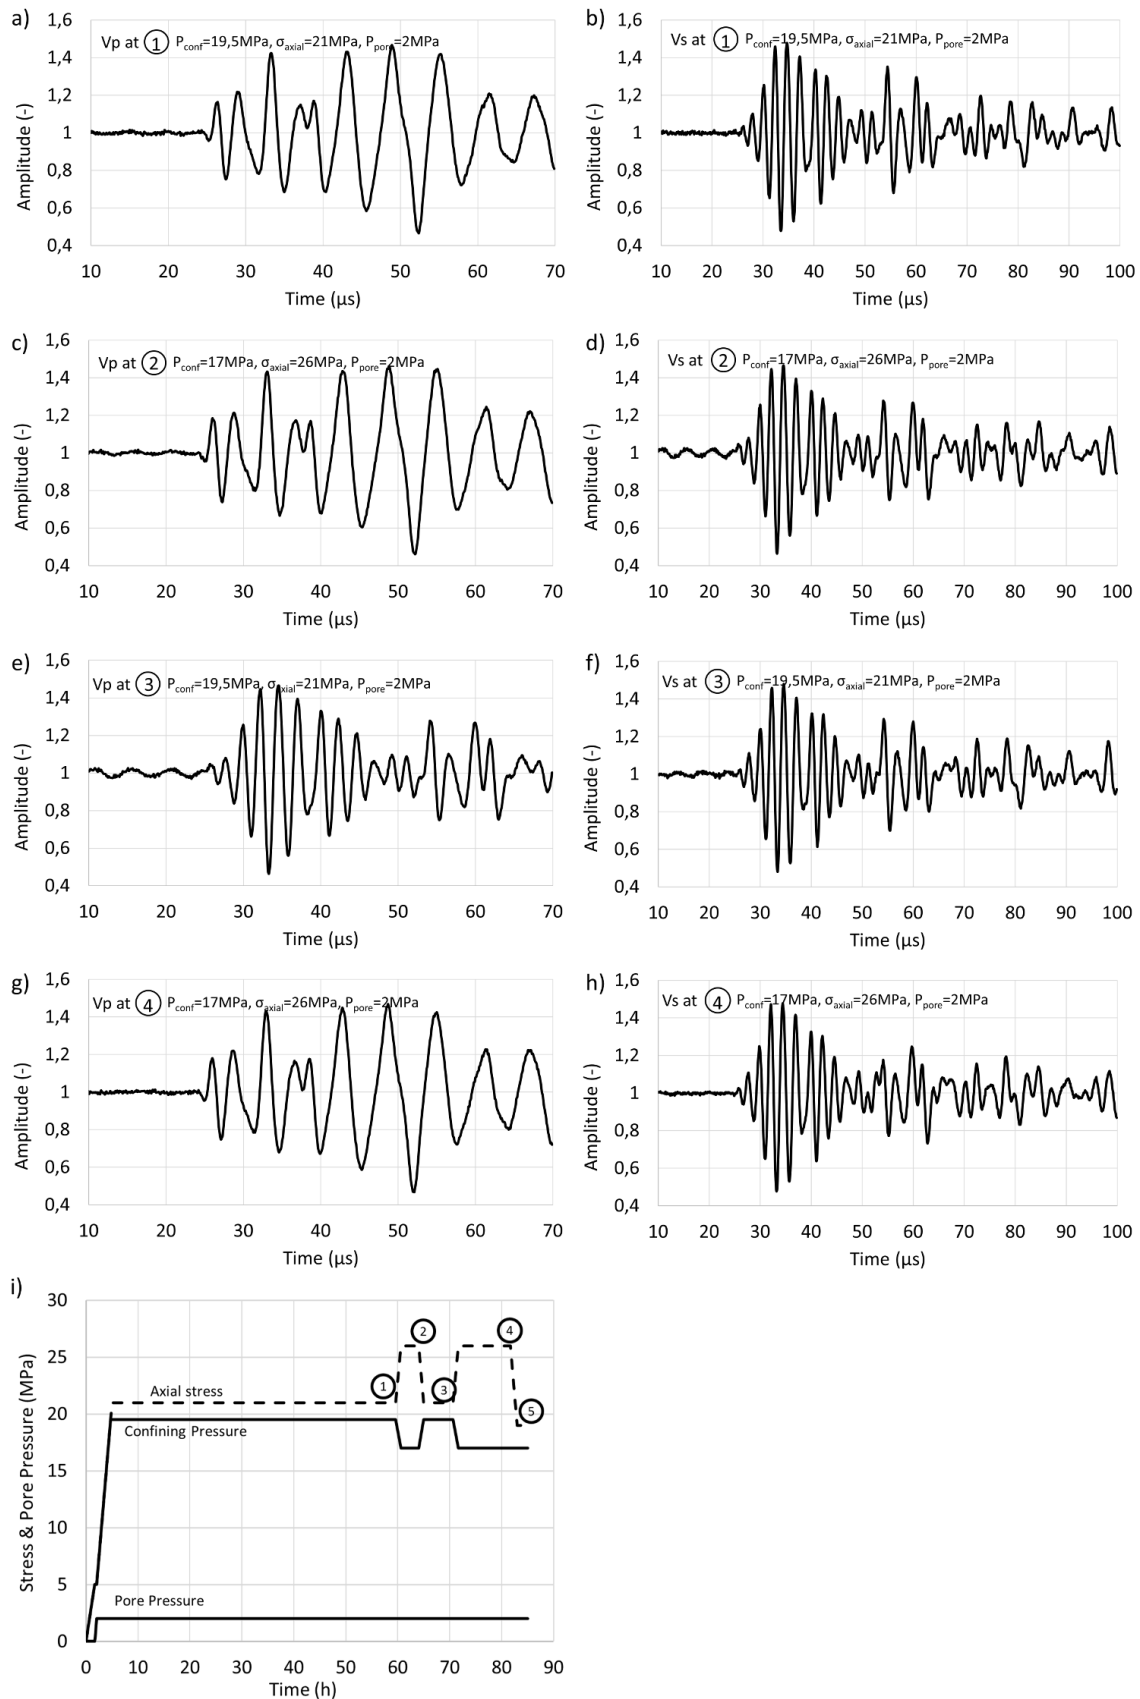 a)
Vp at 1 Pconf=19,5MPa, σaxial=21MPa, Ppore=2MPa
Amplitude (-)
1,6
1,4
1,2
1
0,8
0,6
0,4
10 20 30 40 50 60 70
Time (µs)
b)
Vs at 1 Pconf=19,5MPa, σaxial=21MPa, Ppore=2MPa
Amplitude (-)
1,6
1,4
1,2
1
0,8
0,6
0,4
10 20 30 40 50 60 70 80 90 100
Time (µs)
c)
Vp at 2 Pconf=17MPa, σaxial=26MPa, Ppore=2MPa
Amplitude (-)
1,6
1,4
1,2
1
0,8
0,6
0,4
10 20 30 40 50 60 70
Time (µs)
d)
Vs at 2 Pconf=17MPa, σaxial=26MPa, Ppore=2MPa
Amplitude (-)
1,6
1,4
1,2
1
0,8
0,6
0,4
10 20 30 40 50 60 70 80 90 100
Time (µs)
e)
Vp at 3 Pconf=19,5MPa, σaxial=21MPa, Ppore=2MPa
Amplitude (-)
1,6
1,4
1,2
1
0,8
0,6
0,4
10 20 30 40 50 60 70
Time (µs)
f)
Vs at 3 Pconf=19,5MPa, σaxial=21MPa, Ppore=2MPa
Amplitude (-)
1,6
1,4
1,2
1
0,8
0,6
0,4
10 20 30 40 50 60 70 80 90 100
Time (µs)
g)
Vp at 4 Pconf=17MPa, σaxial=26MPa, Ppore=2MPa
Amplitude (-)
1,6
1,4
1,2
1
0,8
0,6
0,4
10 20 30 40 50 60 70
Time (µs)
h)
Vs at 4 Pconf=17MPa, σaxial=26MPa, Ppore=2MPa
Amplitude (-)
1,6
1,4
1,2
1
0,8
0,6
0,4
10 20 30 40 50 60 70 80 90 100
Time (µs)
i)
Stress & Pore Pressure (MPa)
30
25
20
15
10
5
0
2
4
1
3
5
Axial stress
Confining Pressure
Pore Pressure
0 10 20 30 40 50 60 70 80 90
Time (h)